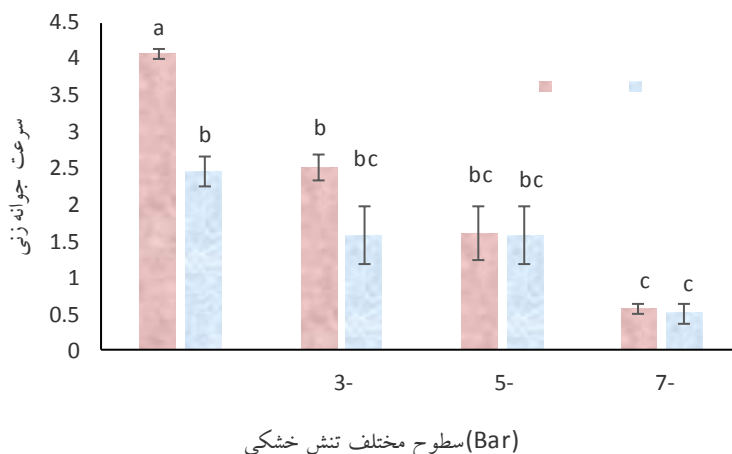 4.5
4
3.5
3
2.5
2
1.5
1
0.5
0
سرعت جوانه زنی
a
b
b
bc
bc
bc
c
c
3-
5-
7-
سطوح مختلف تنش خشکی(Bar)